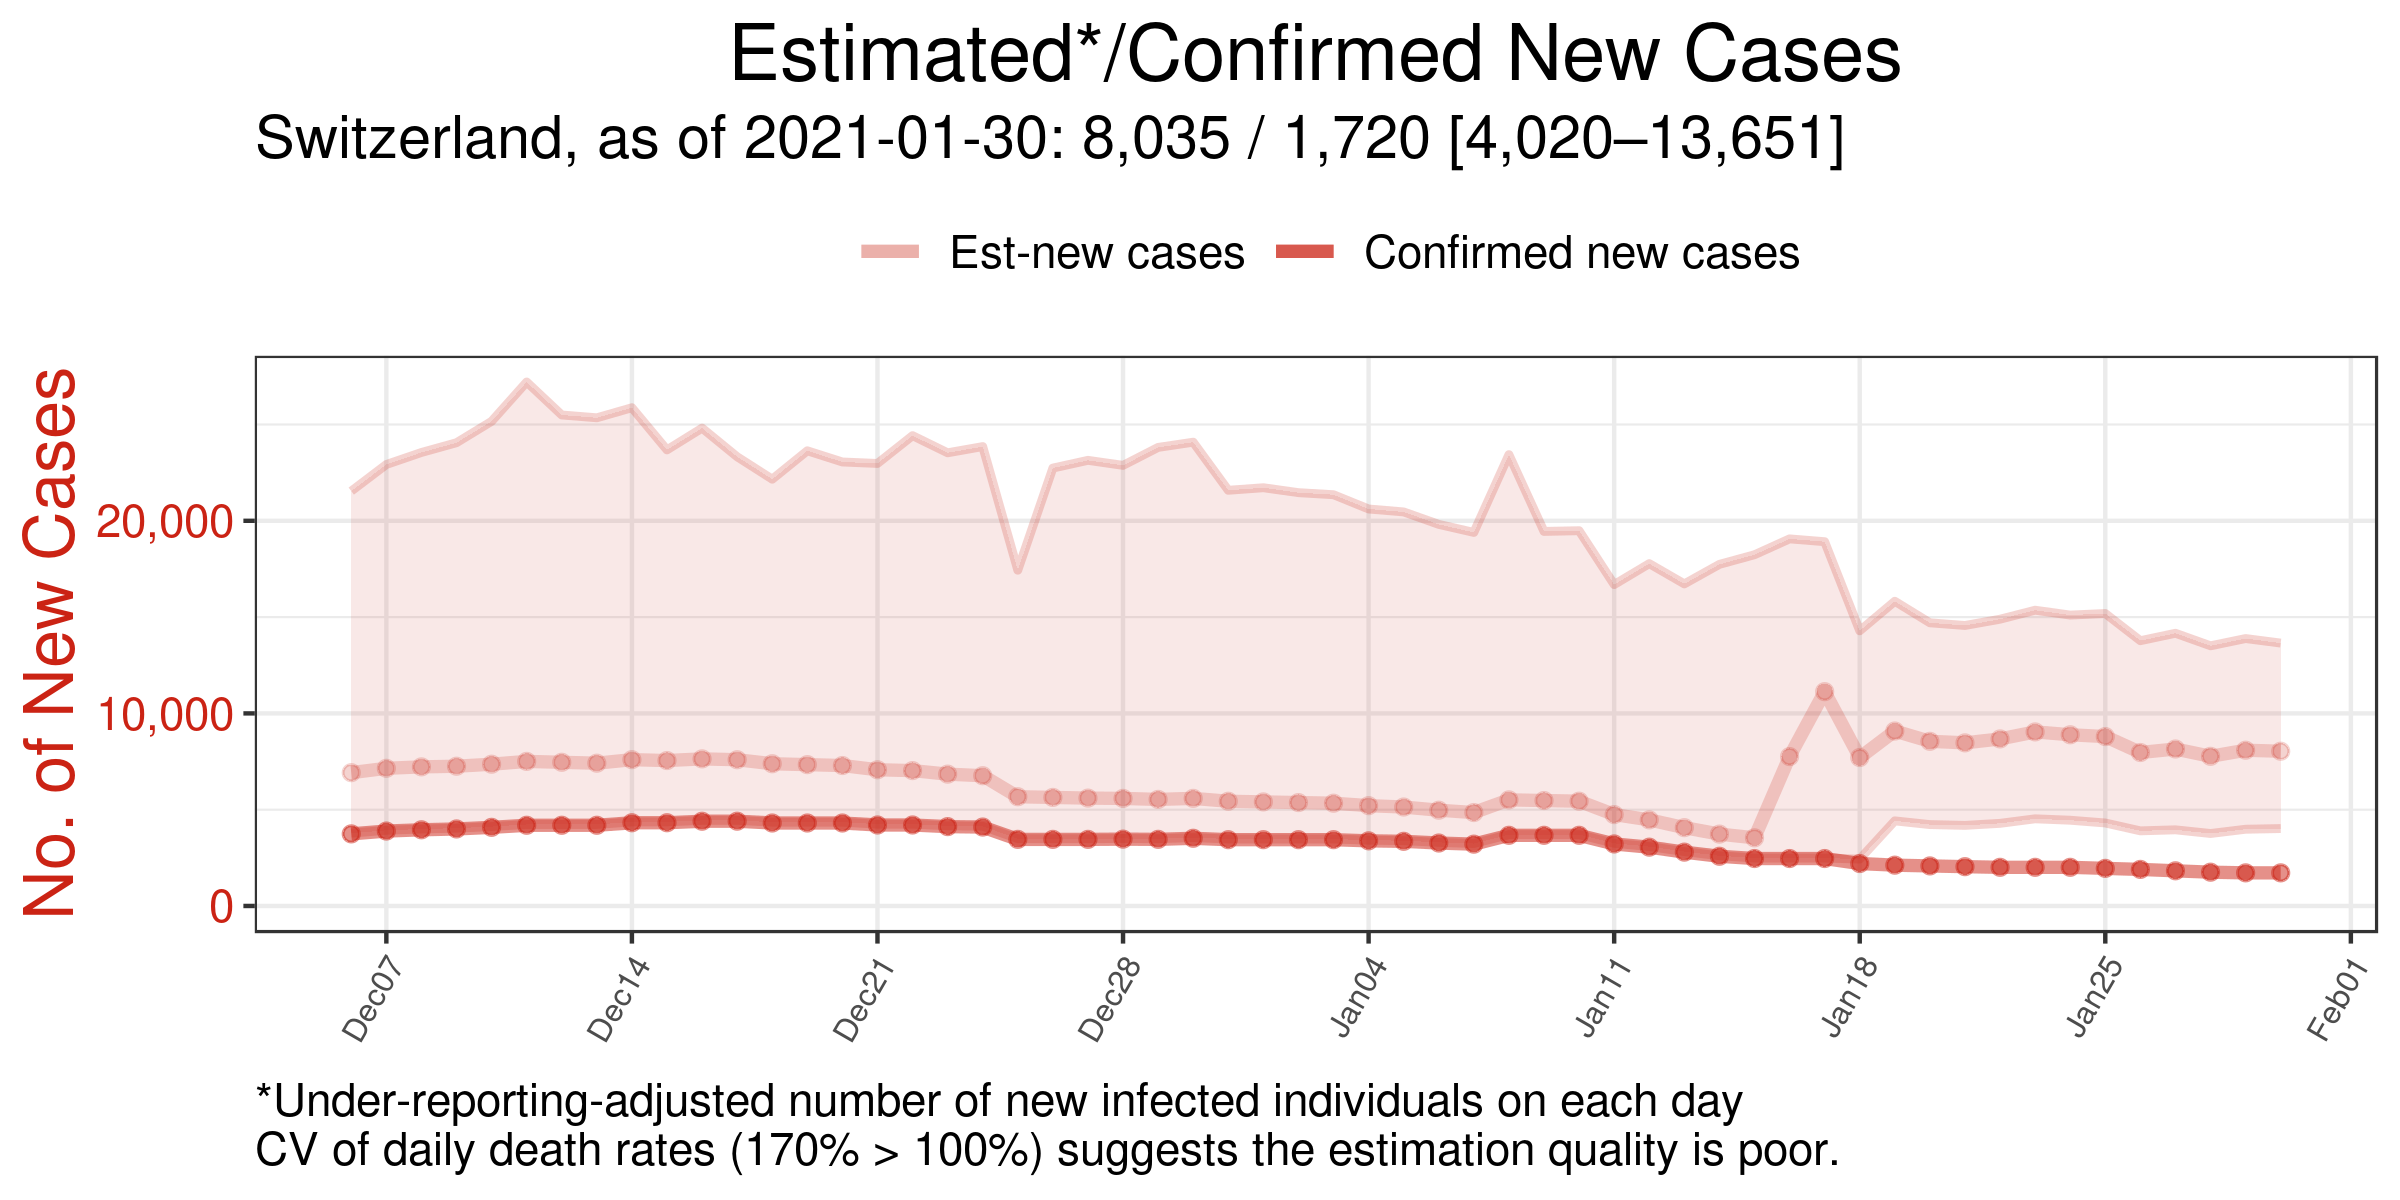 Estimated*/Confirmed New Cases
Switzerland, as of 2021-01-30: 8,035 / 1,720 [4,020–13,651]
Est-new cases
Confirmed new cases
No. of New Cases
20,000
10,000
0
Dec07
Dec14
Dec21
Dec28
Jan04
Jan11
Jan18
Jan25
Feb01
*Under-reporting-adjusted number of new infected individuals on each day
CV of daily death rates (170% > 100%) suggests the estimation quality is poor.